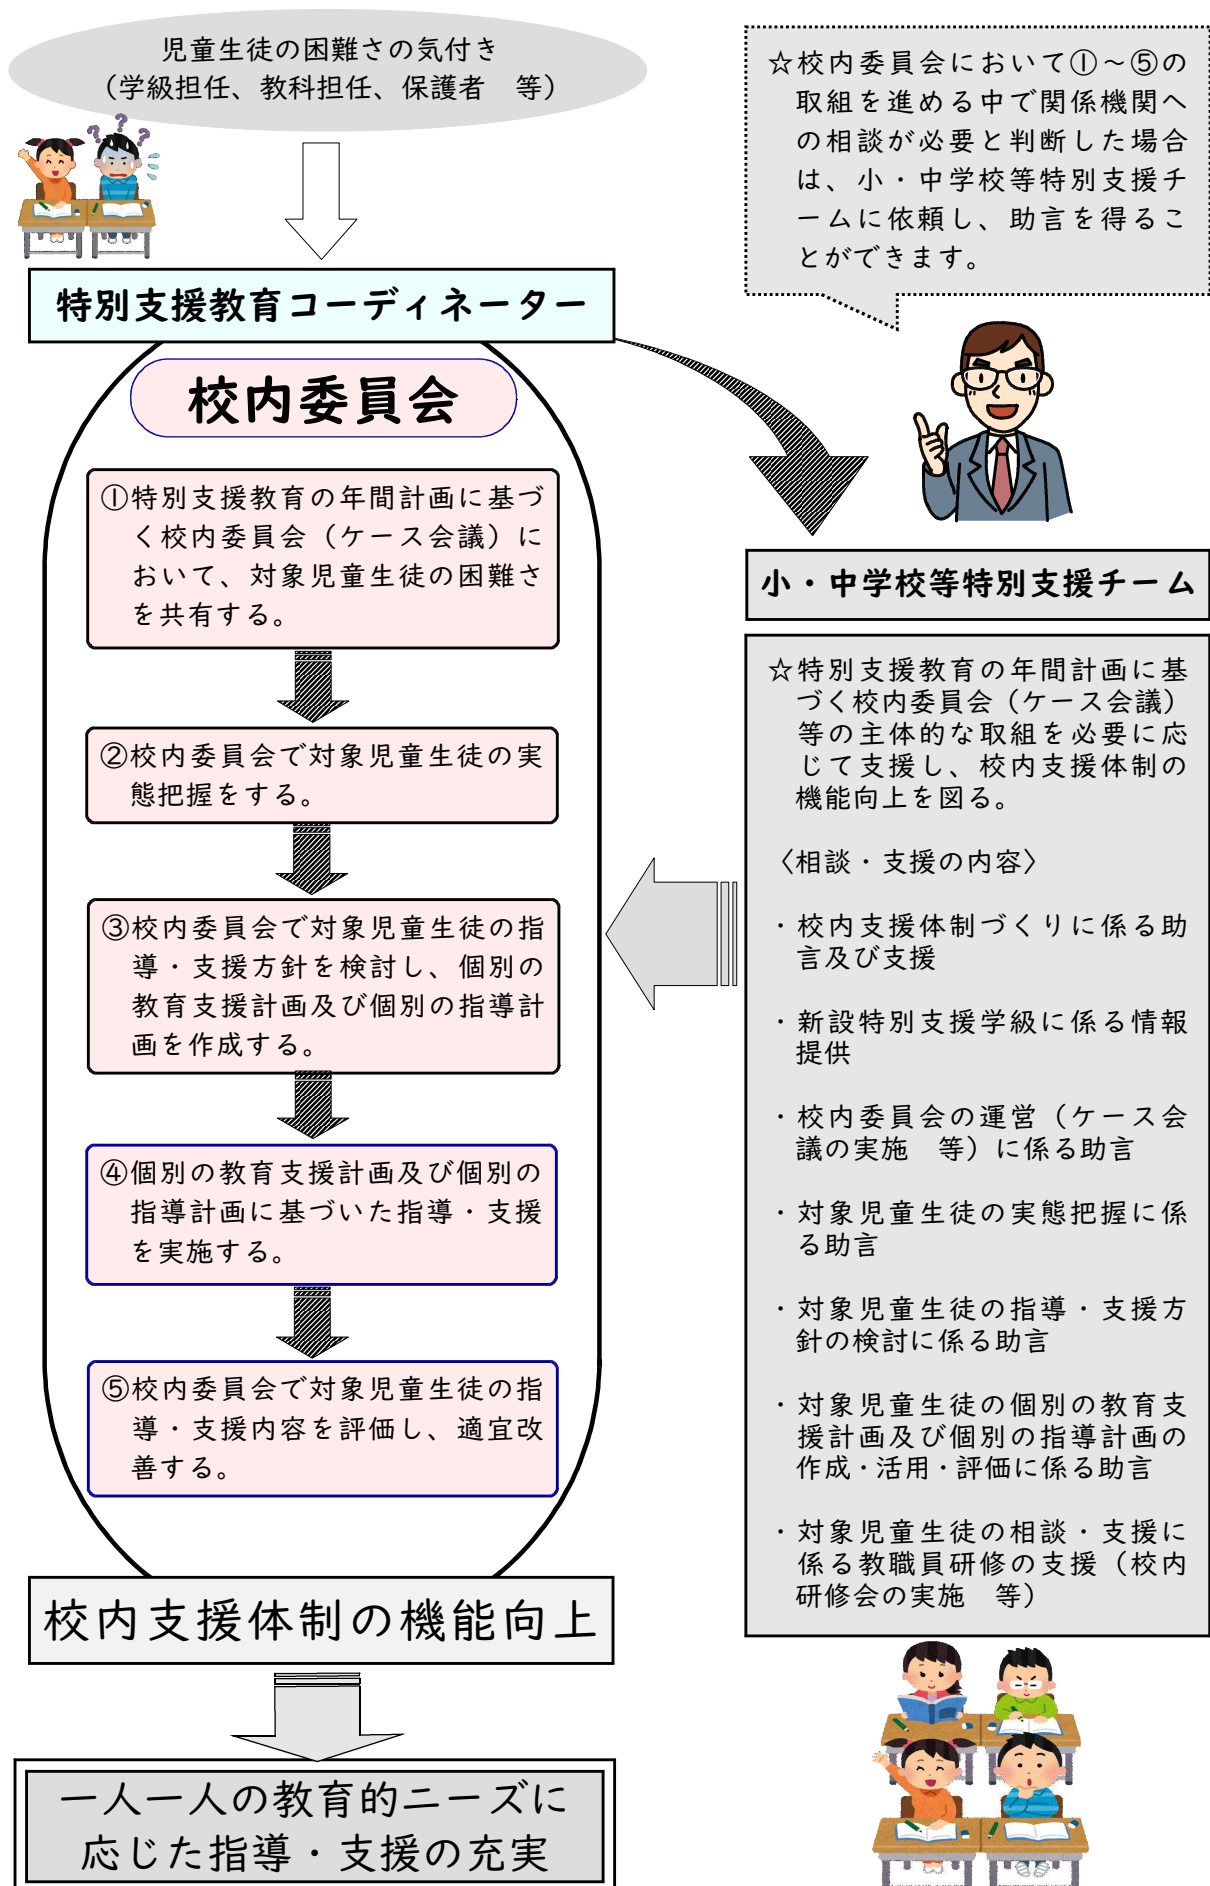 児童生徒の困難さの気付き
（学級担任、教科担任、保護者　等）
特別支援教育コーディネーター
校内委員会
①特別支援教育の年間計画に基づ
く校内委員会（ケース会議）に
おいて、対象児童生徒の困難さ
を共有する。
②校内委員会で対象児童生徒の実
態把握をする。
③校内委員会で対象児童生徒の指
導・支援方針を検討し、個別の
教育支援計画及び個別の指導計
画を作成する。
④個別の教育支援計画及び個別の
指導計画に基づいた指導・支援
を実施する。
⑤校内委員会で対象児童生徒の指
導・支援内容を評価し、適宜改
善する。
校内支援体制の機能向上
一人一人の教育的ニーズに
応じた指導・支援の充実
☆校内委員会において①～⑤の
取組を進める中で関係機関へ
の相談が必要と判断した場合
は、小・中学校等特別支援チ
ームに依頼し、助言を得るこ
とができます。
小・中学校等特別支援チーム
☆特別支援教育の年間計画に基
づく校内委員会（ケース会議）
等の主体的な取組を必要に応
じて支援し、校内支援体制の
機能向上を図る。
〈相談・支援の内容〉
・校内支援体制づくりに係る助
言及び支援
・新設特別支援学級に係る情報
提供
・校内委員会の運営（ケース会
議の実施　等）に係る助言
・対象児童生徒の実態把握に係
る助言
・対象児童生徒の指導・支援方
針の検討に係る助言
・対象児童生徒の個別の教育支
援計画及び個別の指導計画の
作成・活用・評価に係る助言
・対象児童生徒の相談・支援に
係る教職員研修の支援（校内
研修会の実施　等）